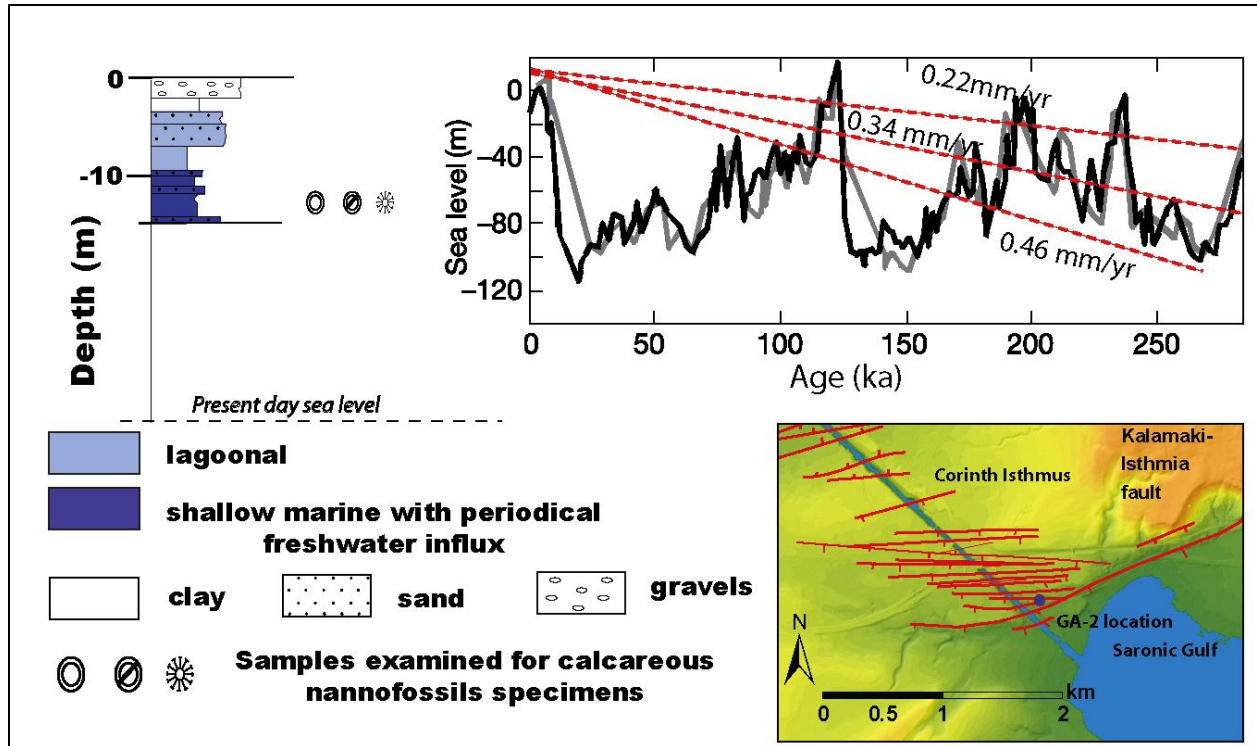 0
-10
Depth (m)
Present day sea level
lagoonal
shallow marine with periodical
freshwater influx
clay
sand
gravels
Samples examined for calcareous
nannofossils specimens
0
−40
−80
−120
Sea level (m)
0.22mm/yr
0.34 mm/yr
0.46 mm/yr
0
50
100
150
200
250
Age (ka)
Kalamaki-
Isthmia
fault
Corinth Isthmus
GA-2 location
Saronic Gulf
N
km
0
0.5
1
2